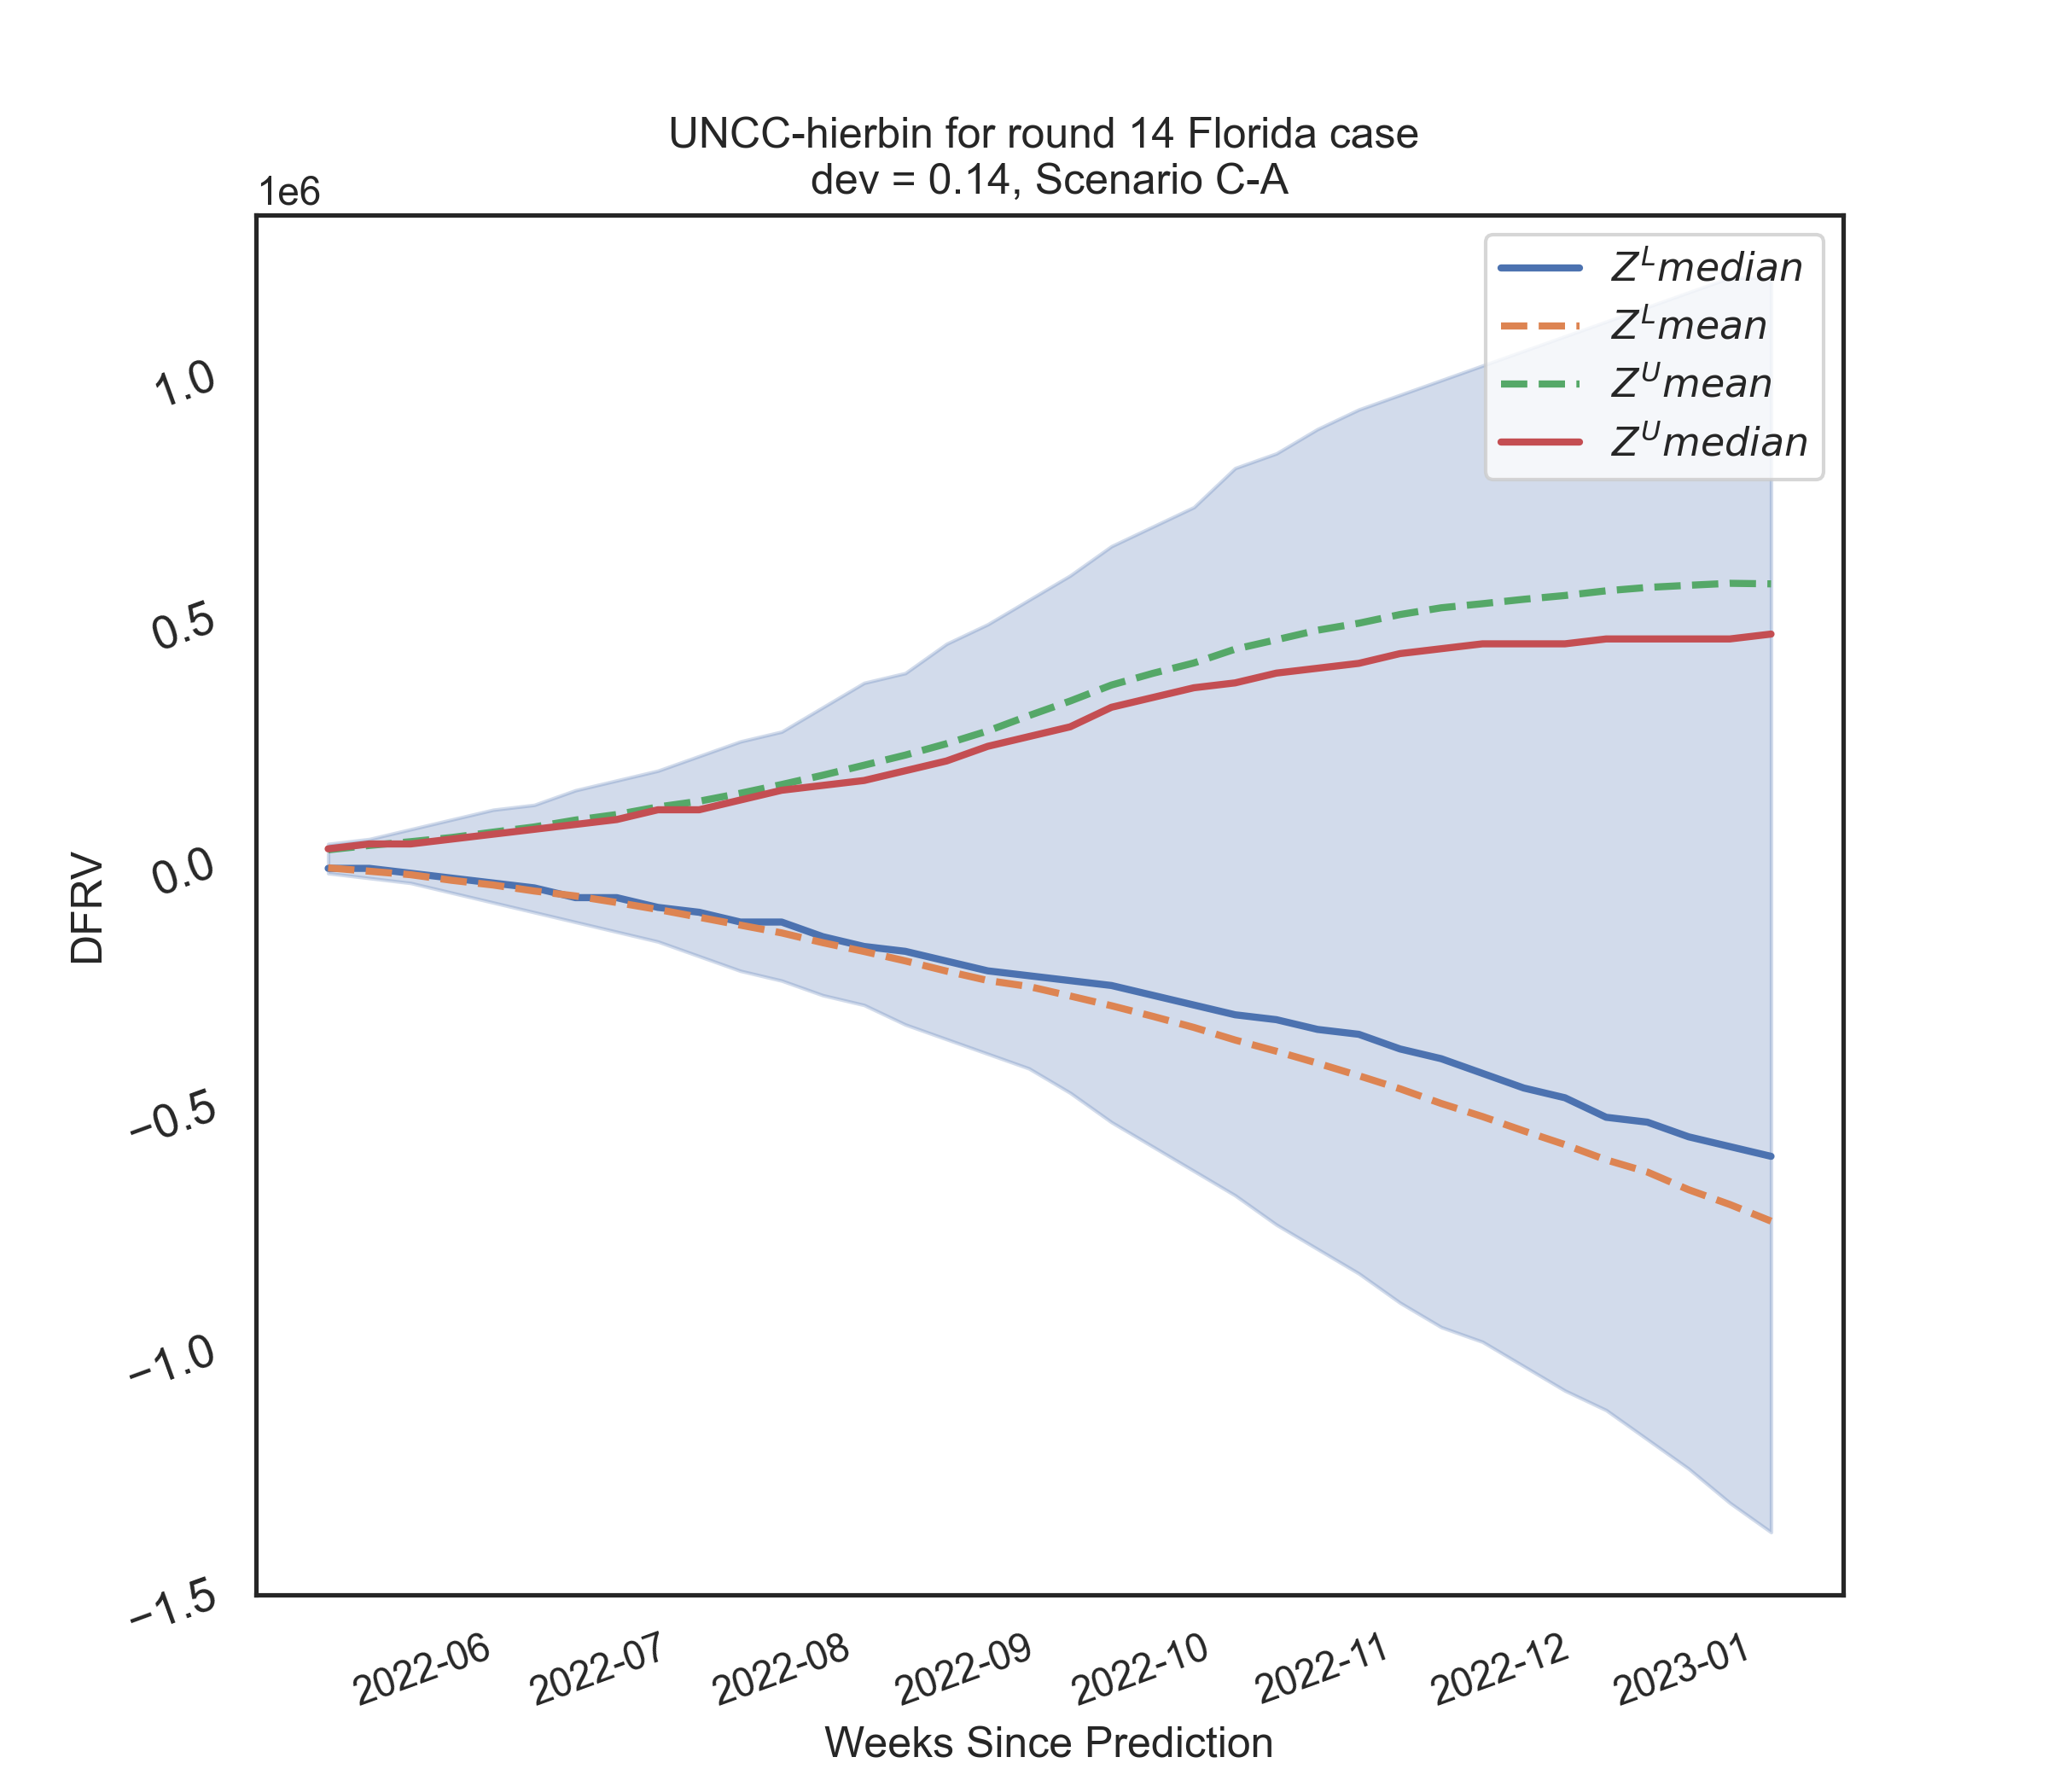 UNCC-hierbin for round 14 Florida case
dev = 0.14, Scenario C-A
1e6
Z^L median
Z^L mean
Z^U mean
Z^U median
1.0
0.5
0.0
−0.5
−1.0
−1.5
DFRV
2022-06
2022-07
2022-08
2022-09
2022-10
2022-11
2022-12
2023-01
Weeks Since Prediction